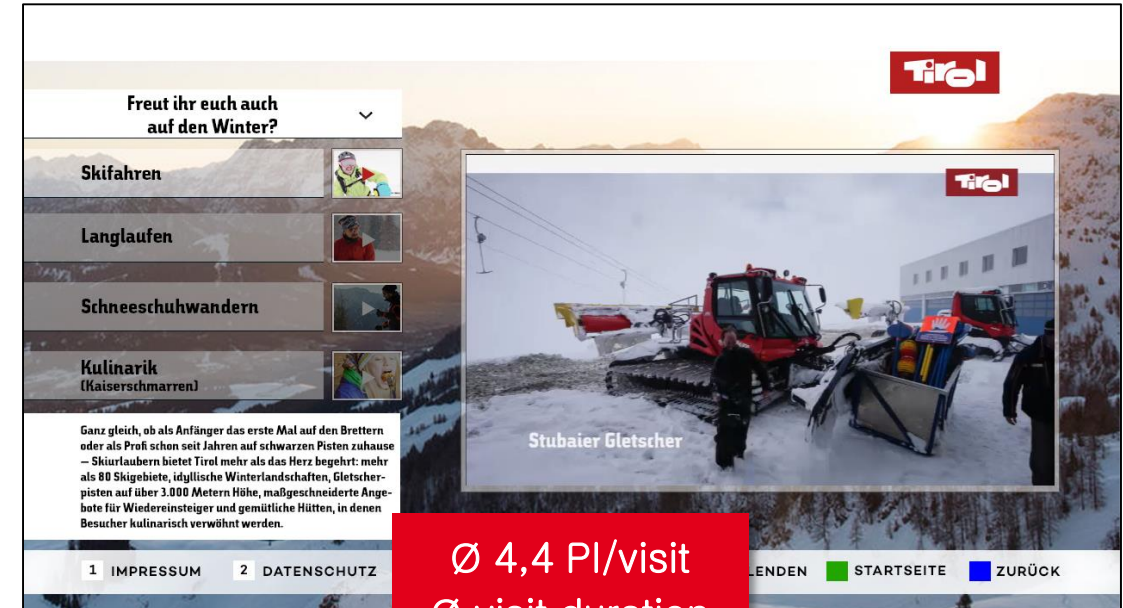 Tirol
Freut ihr euch auch
auf den Winter?
Skifahren
Langlaufen
Schneeschuhwandern
Kulinarik
(Kaiserschmarren)
Ganz gleich, ob als Anfänger das erste Mal auf den Brettern
oder als Profi schon seit Jahren auf schwarzen Pisten zuhause
– Skiurlaubern bietet Tirol mehr als das Herz begehrt: mehr
als 80 Skigebiete, idyllische Winterlandschaften, Gletscher-
pisten auf über 3.000 Metern Höhe, maßgeschneiderte Ange-
bote für Wiedereinsteiger und gemütliche Hütten, in denen
Besucher kulinarisch verwöhnt werden.
Tirol
Stubaier Gletscher
1 IMPRESSUM 2 DATENSCHUTZ LENDEN STARTSEITE ZURÜCK
Ø 4,4 PI/visit
Ø visit duration